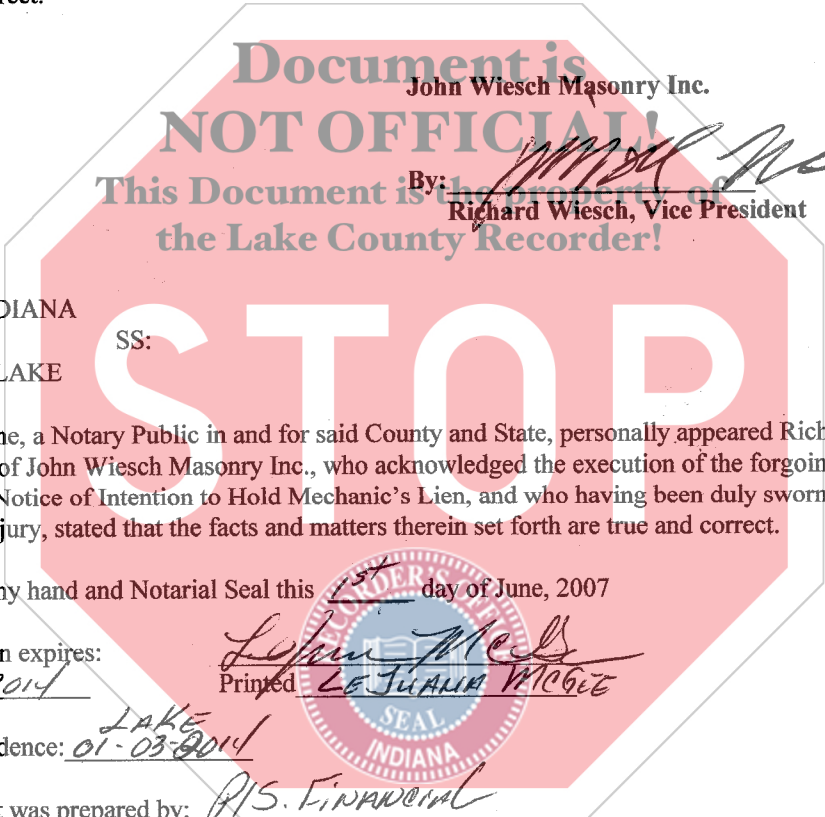 rect.
Document is
John Wiesch Masonry Inc.
NOT OFFICIAL!
This Document is the property of
By:
Richard Wiesch, Vice President
the Lake County Recorder!
DIANA
SS:
LAKE
STOP
ne, a Notary Public in and for said County and State, personally appeared Rich
of John Wiesch Masonry Inc., who acknowledged the execution of the forgoin
Notice of Intention to Hold Mechanic's Lien, and who having been duly sworn
jury, stated that the facts and matters therein set forth are true and correct.
ny hand and Notarial Seal this 1st day of June, 2007
RECORDER'S
n expires:
2014
Printed LEJUANA MCGEE
SEAL
INDIANA
LAKE
dence: 01-03-2014
t was prepared by: P/S. FINANCIAL